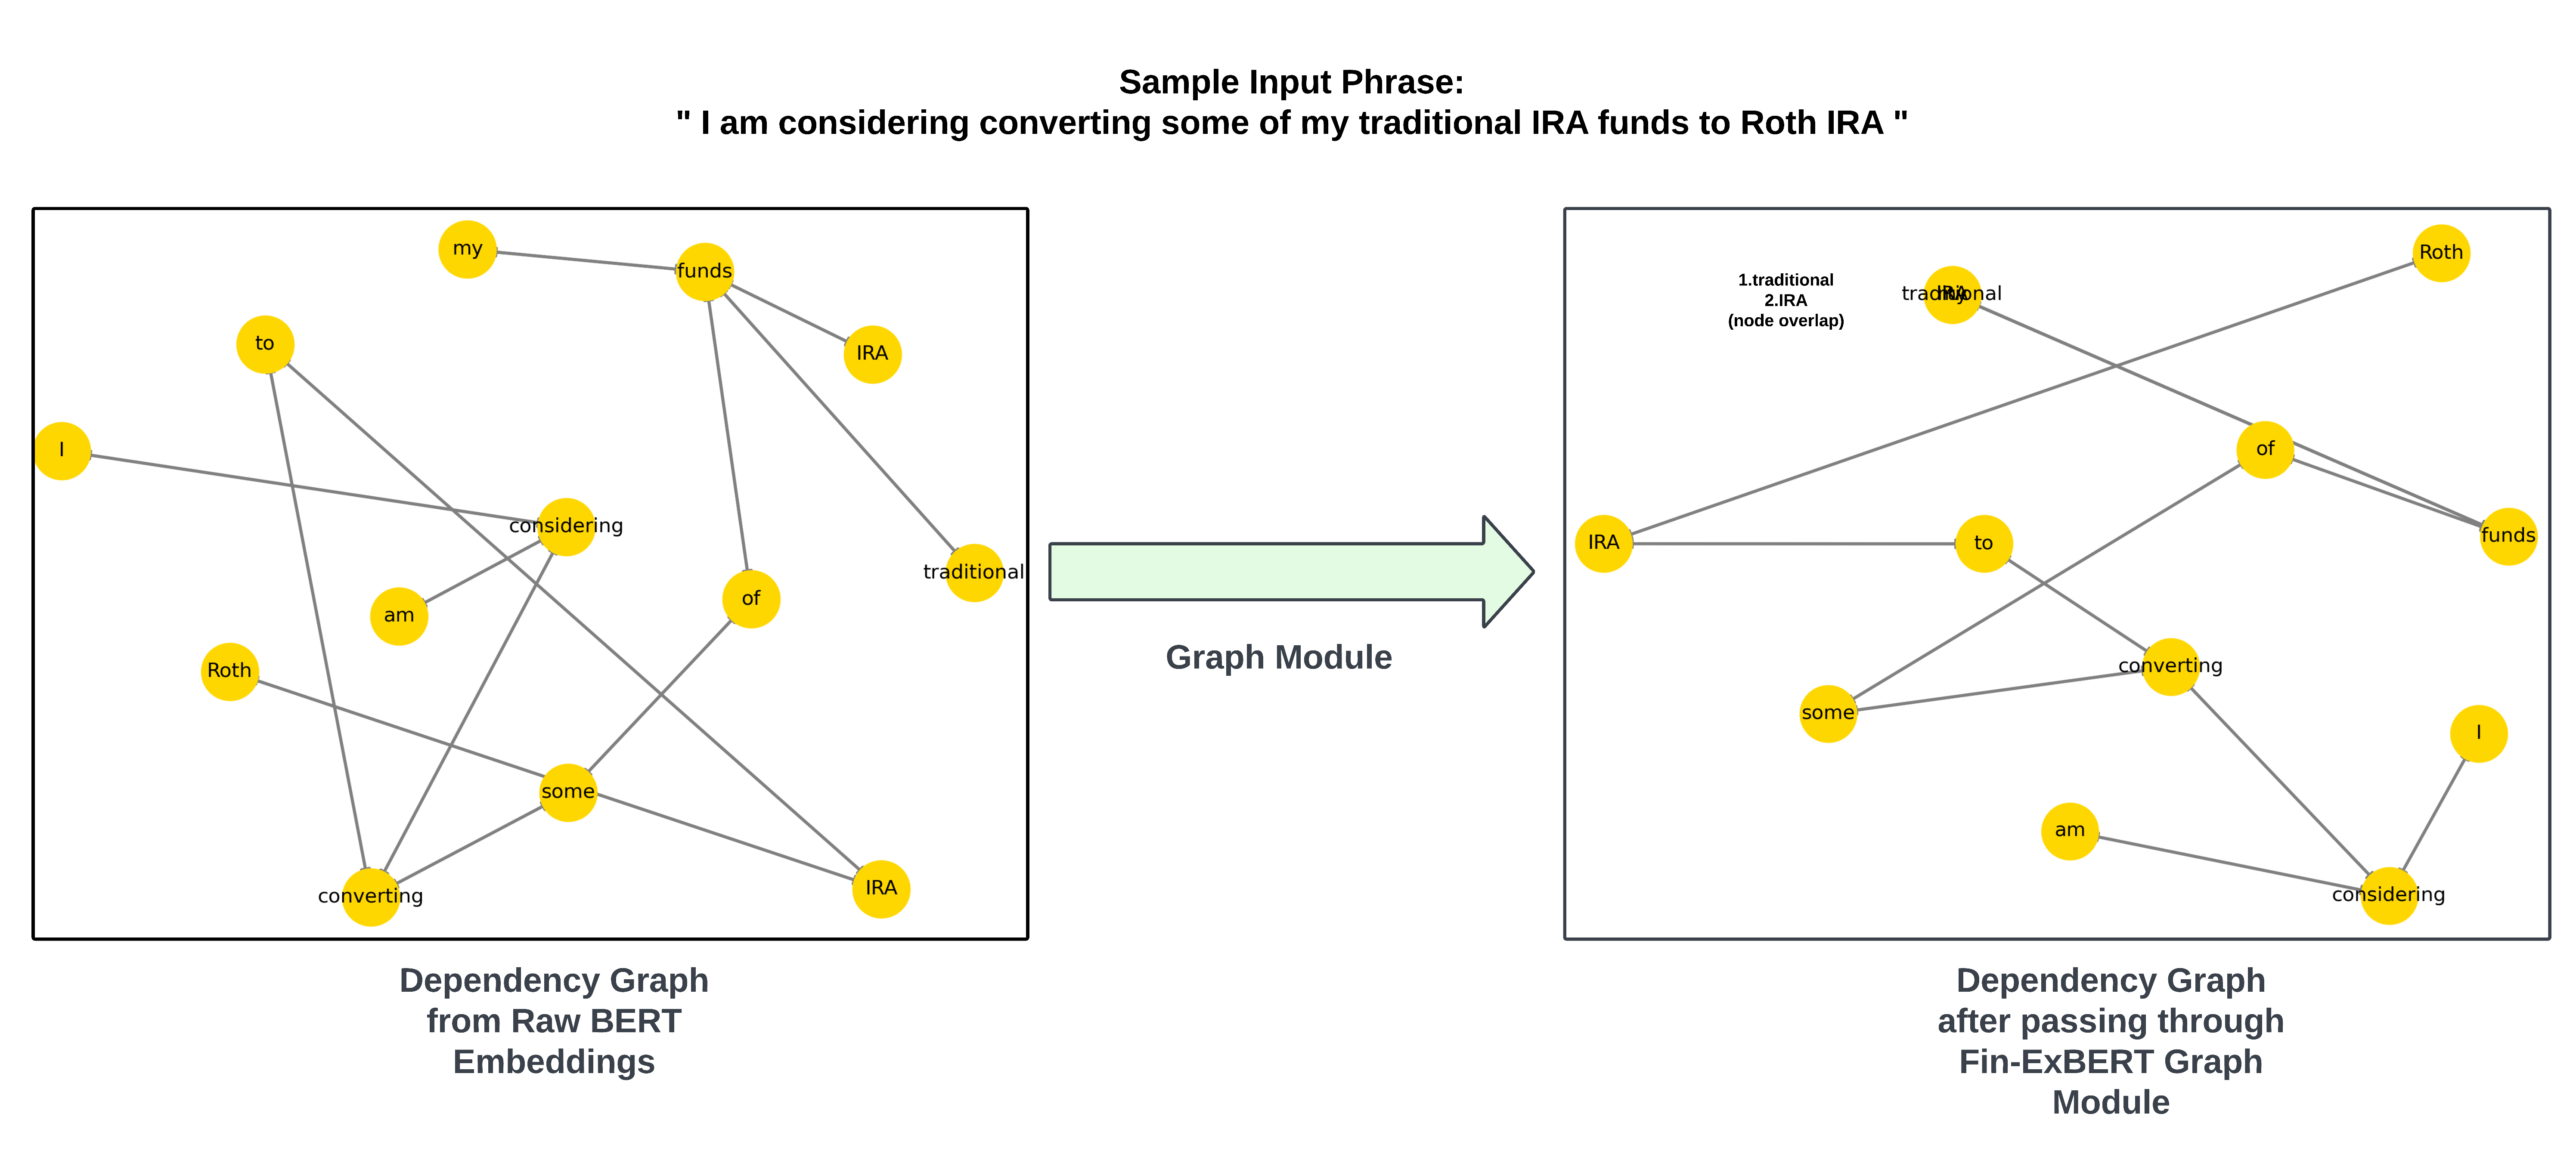 Sample Input Phrase:
" I am considering converting some of my traditional IRA funds to Roth IRA "
my
funds
to
IRA
I
considering
traditional
am
of
Roth
some
converting
IRA
Dependency Graph
from Raw BERT
Embeddings
Graph Module
Roth
1.traditional
2.IRA
(node overlap)
traditional
of
IRA
to
funds
converting
some
I
am
considering
Dependency Graph
after passing through
Fin-ExBERT Graph
Module